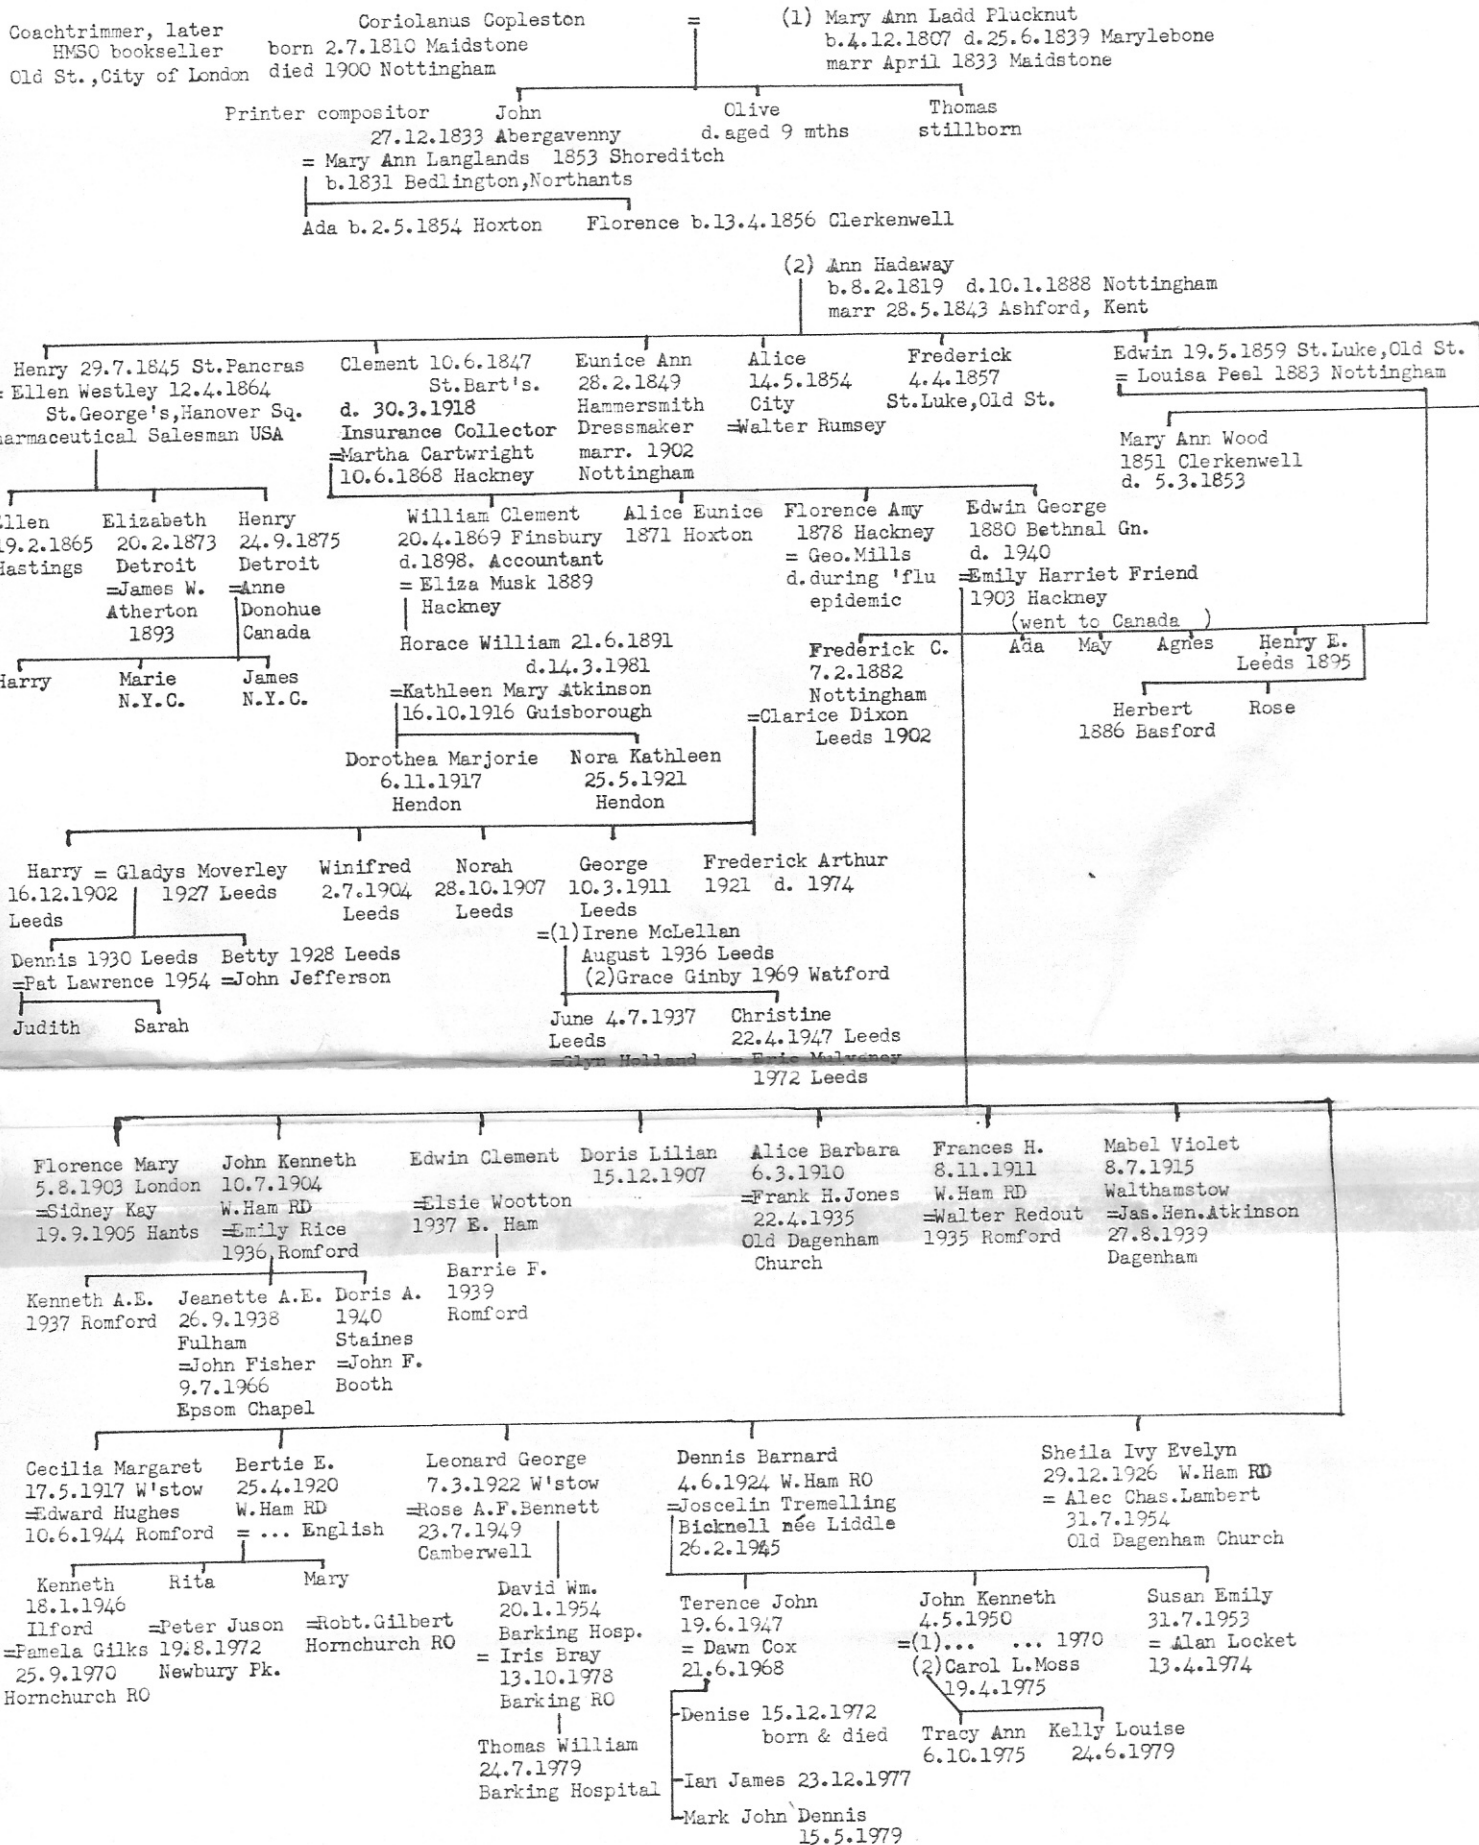 Coachtrimmer, later
HMSO bookseller
Old St.,City of London
Coriolanus Copleston
born 2.7.1810 Maidstone
died 1900 Nottingham
=
(1) Mary Ann Ladd Plucknut
b.4.12.1807 d.25.6.1839 Marylebone
marr April 1833 Maidstone
Printer compositor
John
27.12.1833 Abergavenny
= Mary Ann Langlands 1853 Shoreditch
b.1831 Bedlington,Northants
Olive
d. aged 9 mths
Thomas
stillborn
Ada b.2.5.1854 Hoxton
Florence b.13.4.1856 Clerkenwell
(2) Ann Hadaway
b.8.2.1819 d.10.1.1888 Nottingham
marr 28.5.1843 Ashford, Kent
Henry 29.7.1845 St.Pancras
= Ellen Westley 12.4.1864
St.George's,Hanover Sq.
armaceutical Salesman USA
Clement 10.6.1847
St.Bart's.
d. 30.3.1918
Insurance Collector
=Martha Cartwright
10.6.1868 Hackney
Eunice Ann
28.2.1849
Hammersmith
Dressmaker
marr. 1902
Nottingham
Alice
14.5.1854
City
=Walter Rumsey
Frederick
4.4.1857
St.Luke,Old St.
Edwin 19.5.1859 St.Luke,Old St.
= Louisa Peel 1883 Nottingham
Mary Ann Wood
1851 Clerkenwell
d. 5.3.1853
llen
19.2.1865
Hastings
Elizabeth
20.2.1873
Detroit
=James W.
Atherton
1893
Henry
24.9.1875
Detroit
=Anne
Donohue
Canada
William Clement
20.4.1869 Finsbury
d.1898. Accountant
= Eliza Musk 1889
Hackney
Alice Eunice
1871 Hoxton
Florence Amy
1878 Hackney
= Geo.Mills
d.during 'flu
epidemic
Edwin George
1880 Bethnal Gn.
d. 1940
=Emily Harriet Friend
1903 Hackney
(went to Canada )
Harry
Marie
N.Y.C.
James
N.Y.C.
Horace William 21.6.1891
d.14.3.1981
=Kathleen Mary Atkinson
16.10.1916 Guisborough
Frederick C.
7.2.1882
Nottingham
=Clarice Dixon
Leeds 1902
Ada
May
Agnes
Henry E.
Leeds 1895
Herbert
1886 Basford
Rose
Dorothea Marjorie
6.11.1917
Hendon
Nora Kathleen
25.5.1921
Hendon
Harry = Gladys Moverley
16.12.1902 1927 Leeds
Leeds
Winifred
2.7.1904
Leeds
Norah
28.10.1907
Leeds
George
10.3.1911
Leeds
=(1)Irene McLellan
August 1936 Leeds
(2)Grace Ginby 1969 Watford
Frederick Arthur
1921 d. 1974
Dennis 1930 Leeds
=Pat Lawrence 1954
Betty 1928 Leeds
=John Jefferson
Judith
Sarah
June 4.7.1937
Leeds
=Glyn Holland
Christine
22.4.1947 Leeds
= Eric Mulvaney
1972 Leeds
Florence Mary
5.8.1903 London
=Sidney Kay
19.9.1905 Hants
John Kenneth
10.7.1904
W.Ham RD
=Emily Rice
1936 Romford
Edwin Clement
=Elsie Wootton
1937 E. Ham
Doris Lilian
15.12.1907
Alice Barbara
6.3.1910
=Frank H.Jones
22.4.1935
Old Dagenham
Church
Frances H.
8.11.1911
W.Ham RD
=Walter Redout
1935 Romford
Mabel Violet
8.7.1915
Walthamstow
=Jas.Hen.Atkinson
27.8.1939
Dagenham
Kenneth A.E.
1937 Romford
Jeanette A.E.
26.9.1938
Fulham
=John Fisher
9.7.1966
Epsom Chapel
Doris A.
1940
Staines
=John F.
Booth
Barrie F.
1939
Romford
Cecilia Margaret
17.5.1917 W'stow
=Edward Hughes
10.6.1944 Romford
Bertie E.
25.4.1920
W.Ham RD
= ... English
Leonard George
7.3.1922 W'stow
=Rose A.F.Bennett
23.7.1949
Camberwell
Dennis Barnard
4.6.1924 W.Ham RO
=Joscelin Tremelling
Bicknell née Liddle
26.2.1945
Sheila Ivy Evelyn
29.12.1926 W.Ham RD
= Alec Chas.Lambert
31.7.1954
Old Dagenham Church
Kenneth
18.1.1946
Ilford
=Pamela Gilks
25.9.1970
Hornchurch RO
Rita
=Peter Juson
19.8.1972
Newbury Pk.
Mary
=Robt.Gilbert
Hornchurch RO
David Wm.
20.1.1954
Barking Hosp.
= Iris Bray
13.10.1978
Barking RO
Thomas William
24.7.1979
Barking Hospital
Terence John
19.6.1947
= Dawn Cox
21.6.1968
John Kenneth
4.5.1950
=(1)... ... 1970
(2)Carol L.Moss
19.4.1975
Susan Emily
31.7.1953
= Alan Locket
13.4.1974
Denise 15.12.1972
born & died
Ian James 23.12.1977
Mark John Dennis
15.5.1979
Tracy Ann
6.10.1975
Kelly Louise
24.6.1979